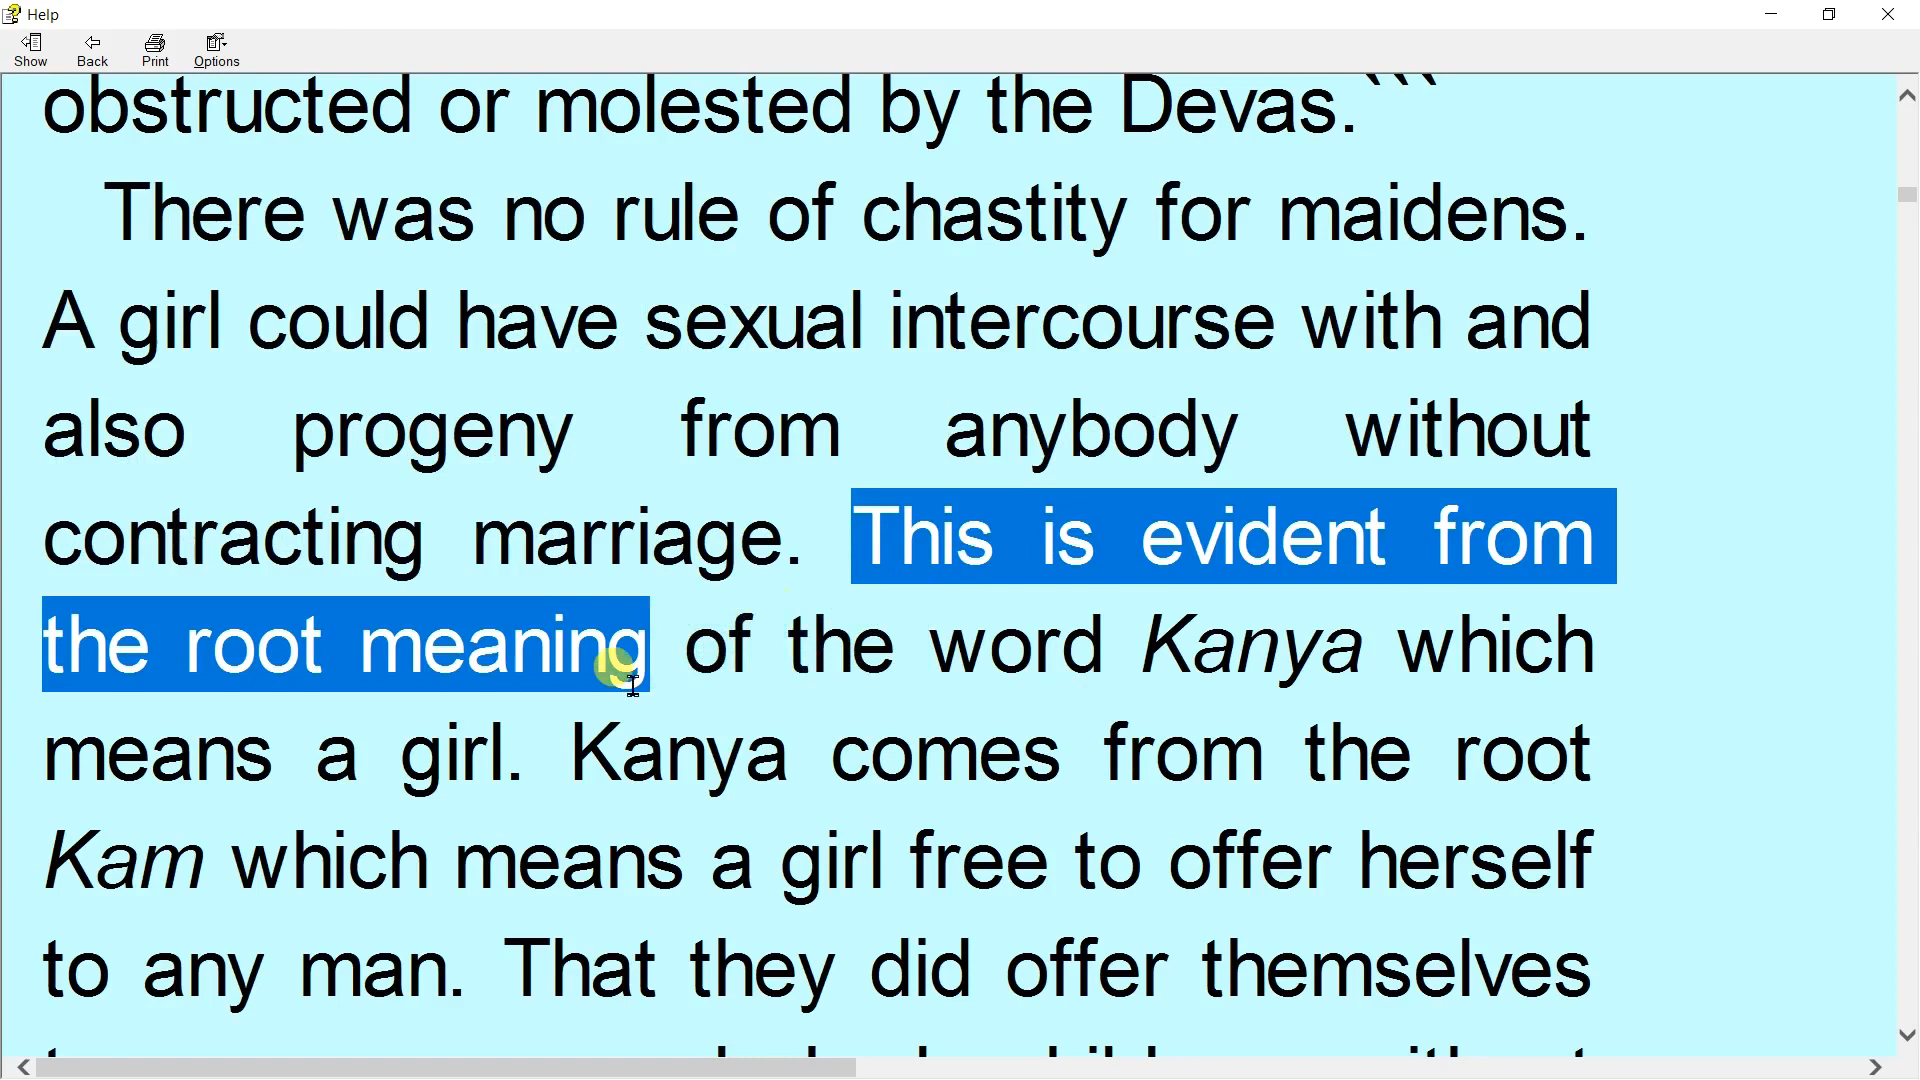 Help
Show Back Print Options
obstructed or molested by the Devas.```
There was no rule of chastity for maidens.
A girl could have sexual intercourse with and
also progeny from anybody without
contracting marriage. This is evident from
the root meaning of the word Kanya which
means a girl. Kanya comes from the root
Kam which means a girl free to offer herself
to any man. That they did offer themselves